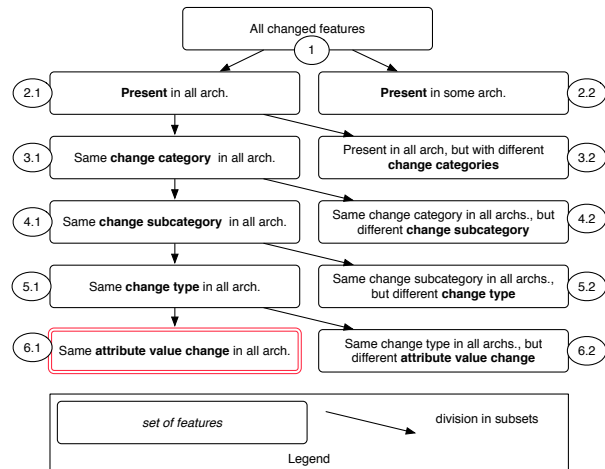 All changed features
1
2.1
Present in all arch.
Present in some arch.
2.2
3.1
Same change category in all arch.
Present in all arch, but with different
change categories
3.2
4.1
Same change subcategory in all arch.
Same change category in all archs., but
different change subcategory
4.2
5.1
Same change type in all arch.
Same change subcategory in all archs.,
but different change type
5.2
6.1
Same attribute value change in all arch.
Same change type in all archs., but
different attribute value change
6.2
set of features
division in subsets
Legend